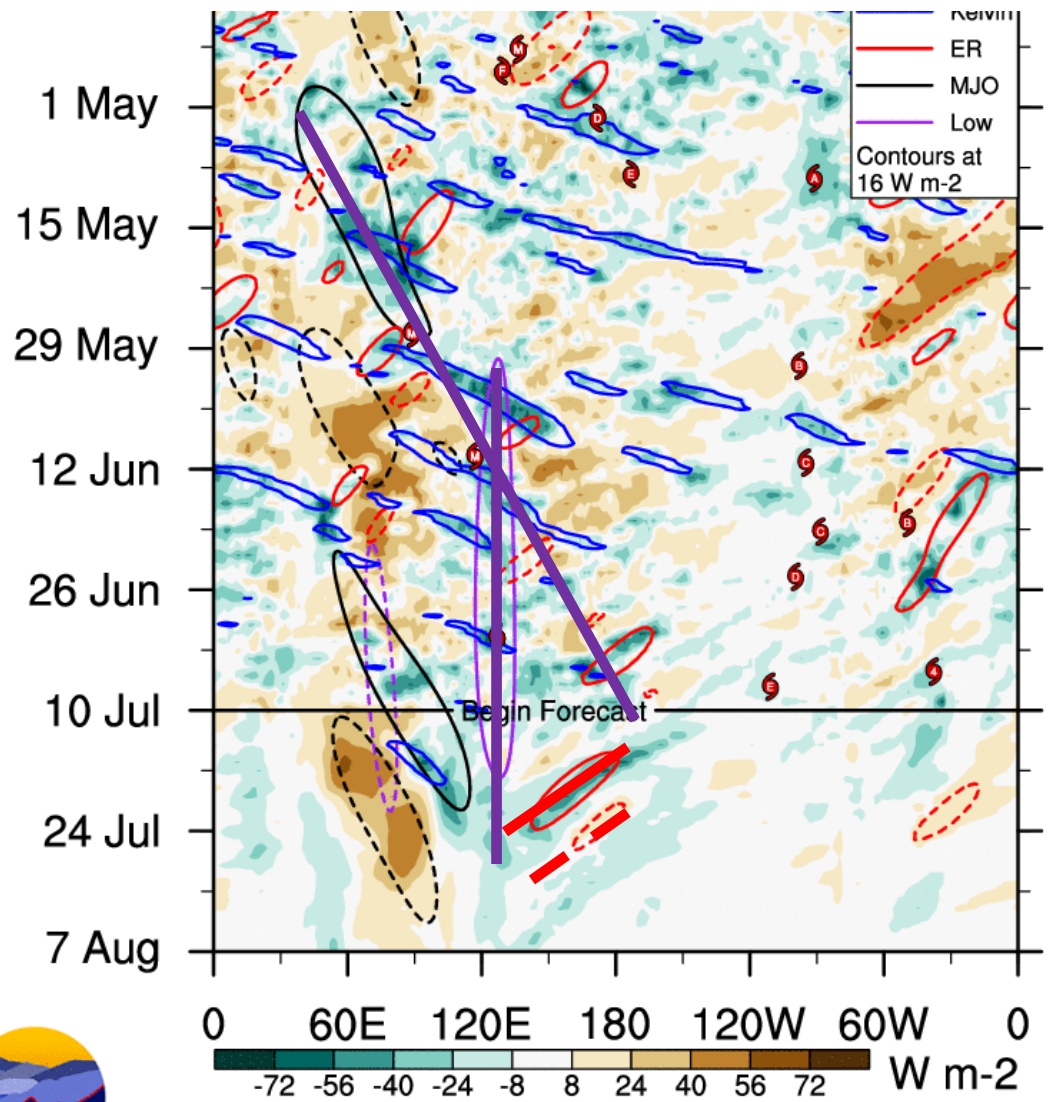 Kelvin
ER
MJO
Low
Contours at
16 W m-2
1 May
15 May
29 May
12 Jun
26 Jun
10 Jul
24 Jul
7 Aug
M
F
D
E
A
M
B
M
C
B
C
D
E
4
Begin Forecast
0 60E 120E 180 120W 60W 0
-72 -56 -40 -24 -8 8 24 40 56 72
W m-2